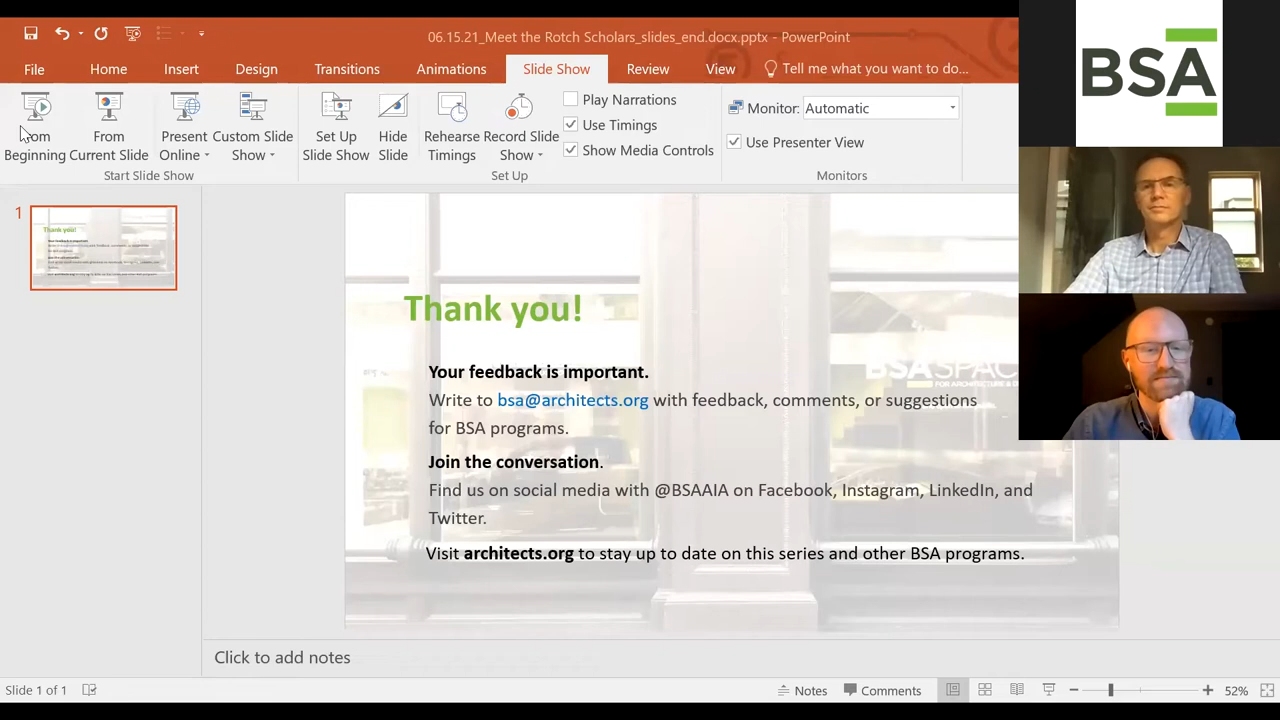 06.15.21_Meet the Rotch Scholars_slides_end.docx.pptx - PowerPoint
File Home Insert Design Transitions Animations Slide Show Review View Tell me what you want to do...
From Beginning
From Current Slide
Present Online
Custom Slide Show
Start Slide Show
Set Up Slide Show
Hide Slide
Rehearse Timings
Record Slide Show
Play Narrations
Use Timings
Show Media Controls
Set Up
Monitor: Automatic
Use Presenter View
Monitors
BSA
1
Thank you!
Thank you!
Your feedback is important.
Write to bsa@architects.org with feedback, comments, or suggestions
for BSA programs.
Join the conversation.
Find us on social media with @BSAAIA on Facebook, Instagram, LinkedIn, and
Twitter.
Visit architects.org to stay up to date on this series and other BSA programs.
BSASPAC
FOR ARCHITECTURE & D
Click to add notes
Slide 1 of 1 Notes Comments 52%